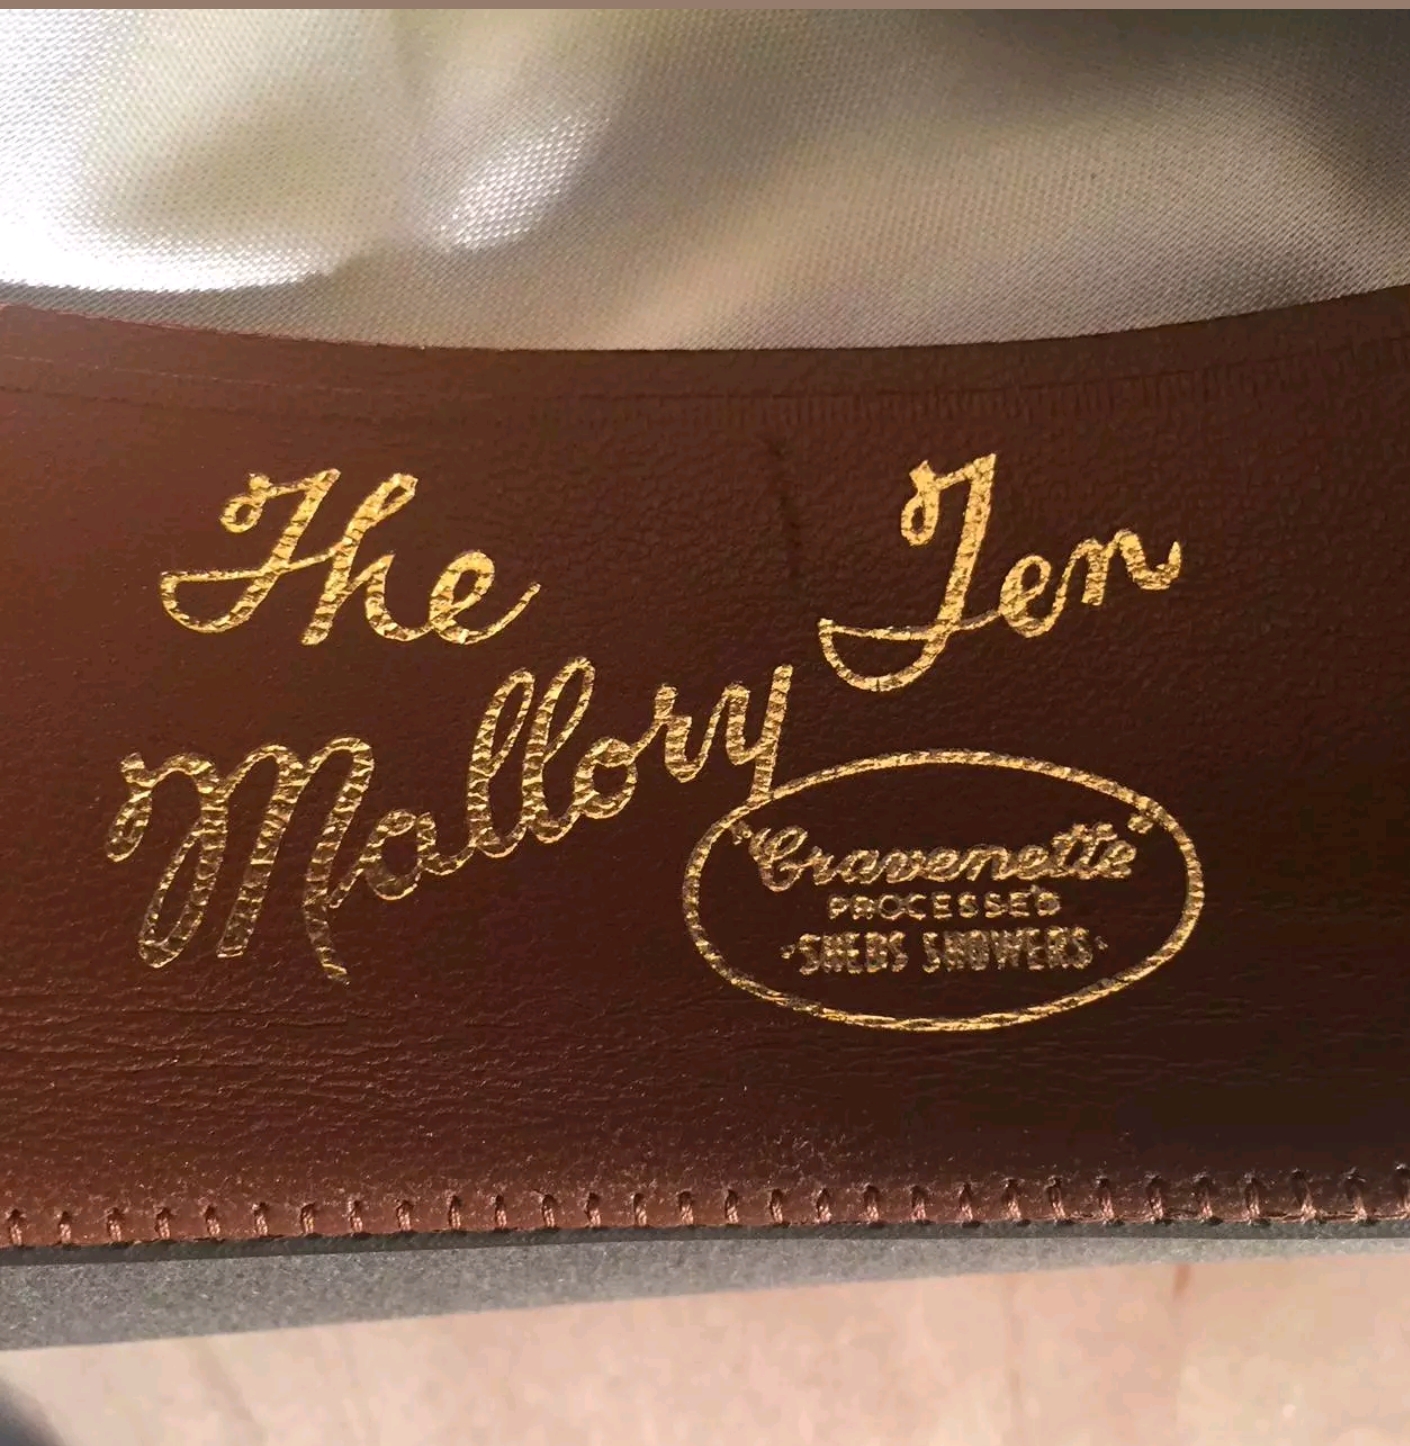 The
Mallory
Ten
"Cravenette"
PROCESSED
·SHEDS SHOWERS·